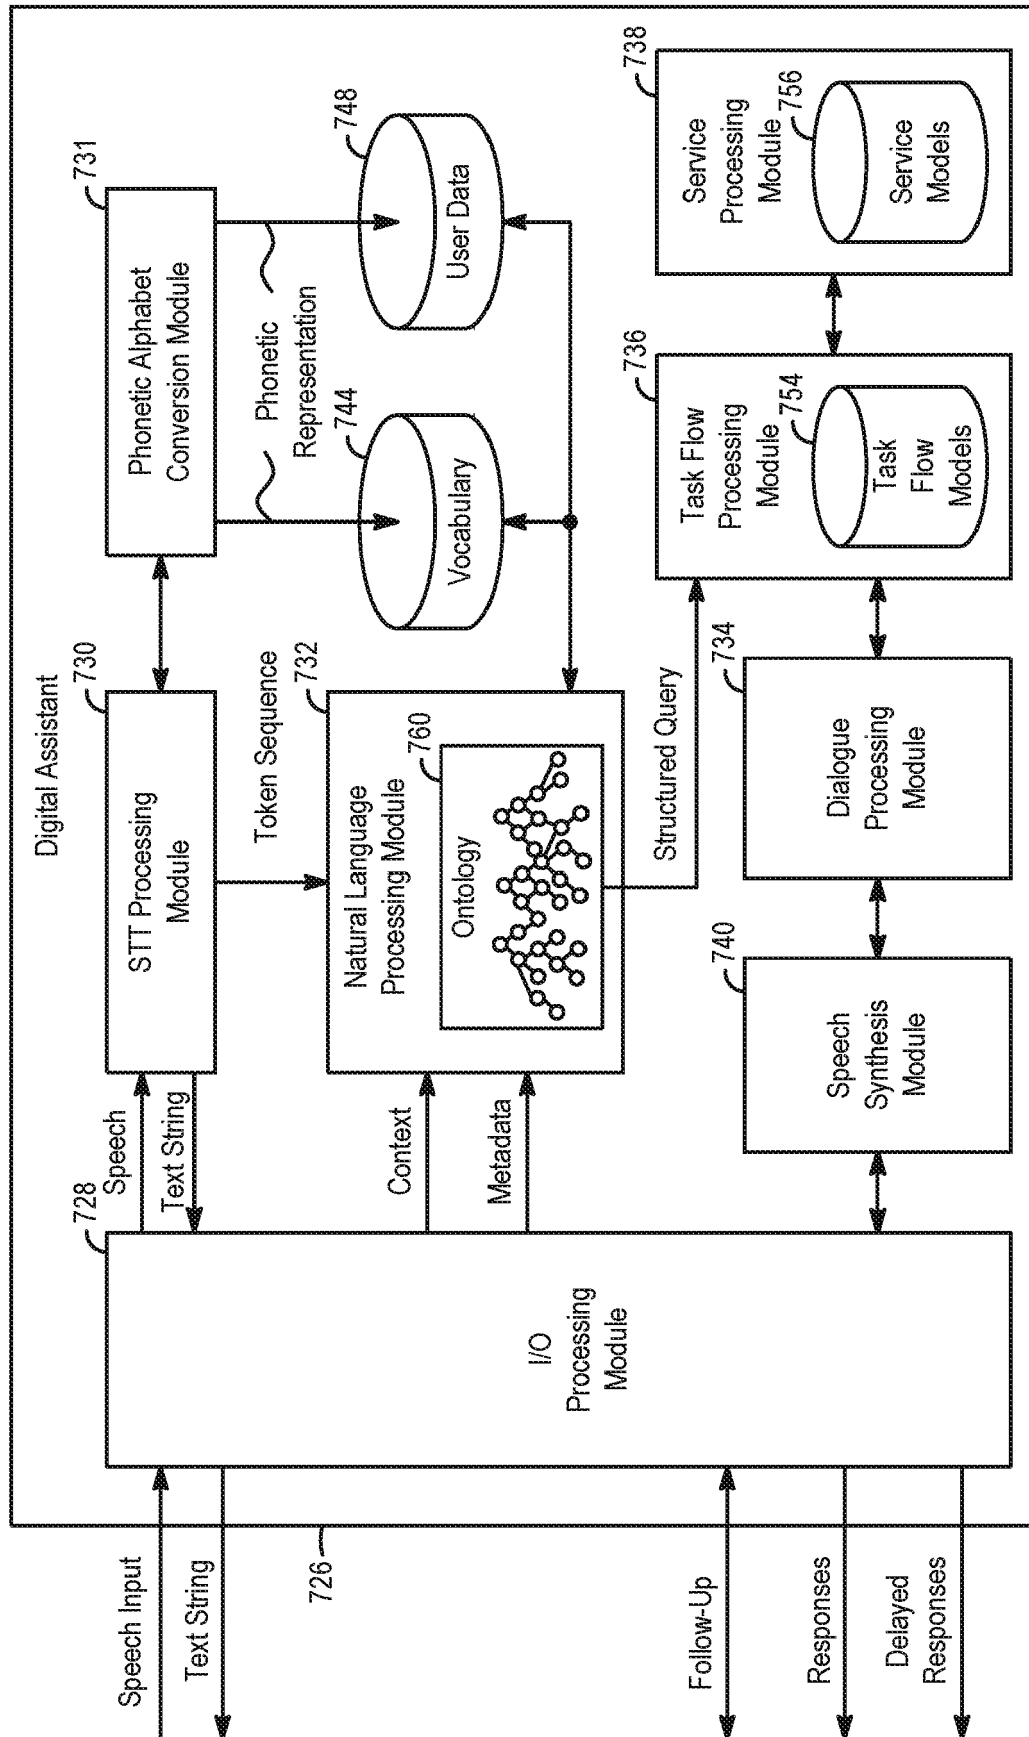 Digital Assistant
Speech Input
Text String
726
Follow-Up
Responses
Delayed
Responses
728
I/O
Processing
Module
Speech
Text String
Context
Metadata
730
STT Processing
Module
Token Sequence
731
Phonetic Alphabet
Conversion Module
Phonetic
Representation
732
Natural Language
Processing Module
760
Ontology
744
Vocabulary
748
User Data
Structured Query
740
Speech
Synthesis
Module
734
Dialogue
Processing
Module
736
Task Flow
Processing
Module
754
Task
Flow
Models
738
Service
Processing
Module
756
Service
Models